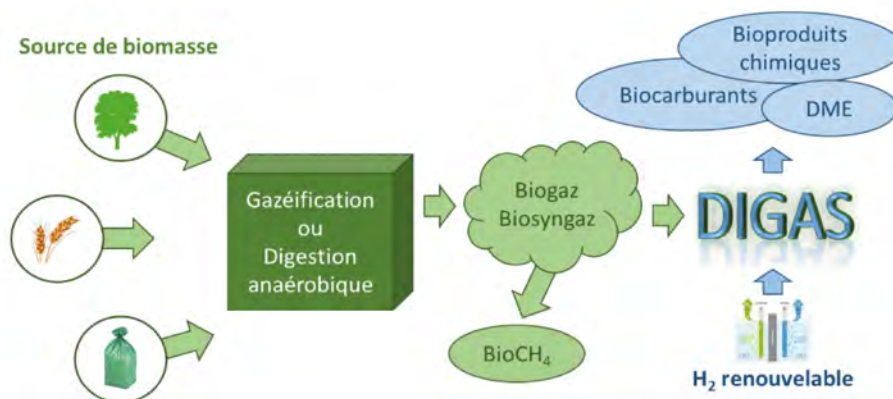 Source de biomasse
Gazéification
ou
Digestion
anaérobique
Biogaz
Biosyngaz
BioCH₄
Bioproduits
chimiques
Biocarburants
DME
DIGAS
H₂ renouvelable